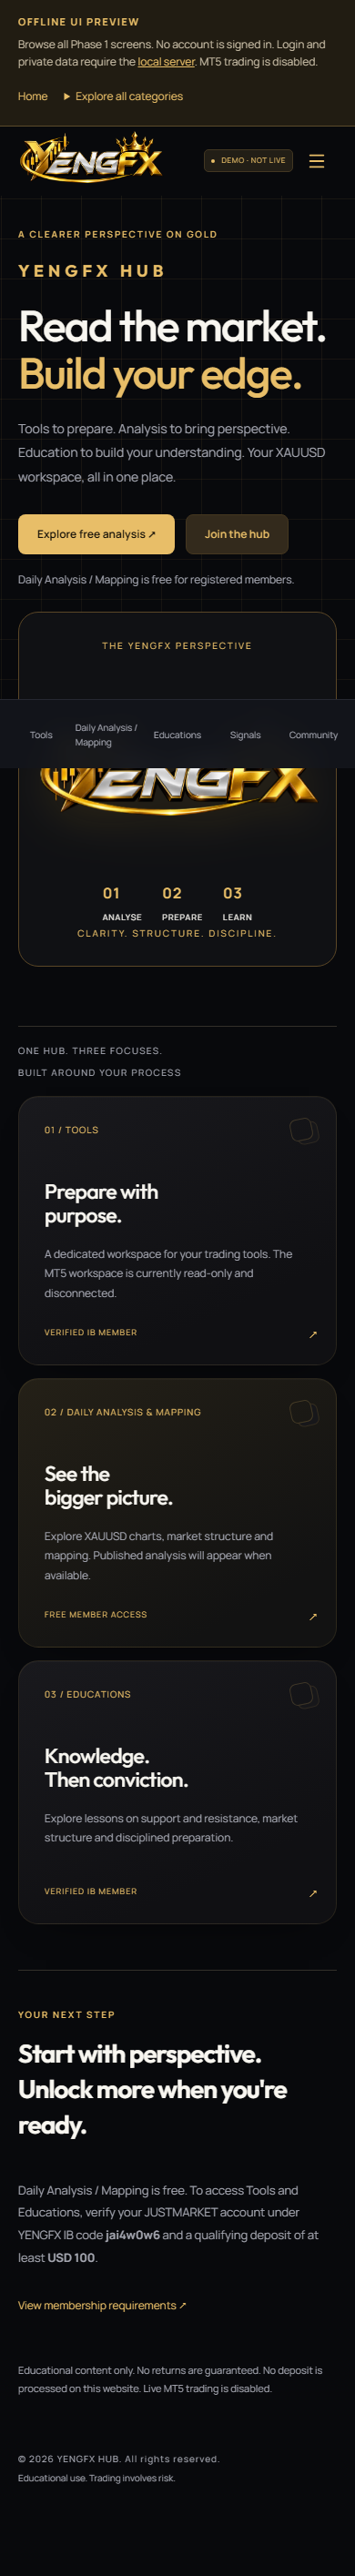 OFFLINE UI PREVIEW
Browse all Phase 1 screens. No account is signed in. Login and
private data require the local server. MT5 trading is disabled.
Home ▶ Explore all categories
YENGFX
DEMO - NOT LIVE
A CLEARER PERSPECTIVE ON GOLD
YENGFX HUB
Read the market.
Build your edge.
Tools to prepare. Analysis to bring perspective.
Education to build your understanding. Your XAUUSD
workspace, all in one place.
Explore free analysis ↗ Join the hub
Daily Analysis / Mapping is free for registered members.
THE YENGFX PERSPECTIVE
Tools Daily Analysis / Mapping Educations Signals Community
YENGFX
01 02 03
ANALYSE PREPARE LEARN
CLARITY. STRUCTURE. DISCIPLINE.
ONE HUB. THREE FOCUSES.
BUILT AROUND YOUR PROCESS
01 / TOOLS
Prepare with
purpose.
A dedicated workspace for your trading tools. The
MT5 workspace is currently read-only and
disconnected.
VERIFIED IB MEMBER ↗
02 / DAILY ANALYSIS & MAPPING
See the
bigger picture.
Explore XAUUSD charts, market structure and
mapping. Published analysis will appear when
available.
FREE MEMBER ACCESS ↗
03 / EDUCATIONS
Knowledge.
Then conviction.
Explore lessons on support and resistance, market
structure and disciplined preparation.
VERIFIED IB MEMBER ↗
YOUR NEXT STEP
Start with perspective.
Unlock more when you're
ready.
Daily Analysis / Mapping is free. To access Tools and
Educations, verify your JUSTMARKET account under
YENGFX IB code jai4w0w6 and a qualifying deposit of at
least USD 100.
View membership requirements ↗
Educational content only. No returns are guaranteed. No deposit is
processed on this website. Live MT5 trading is disabled.
© 2026 YENGFX HUB. All rights reserved.
Educational use. Trading involves risk.